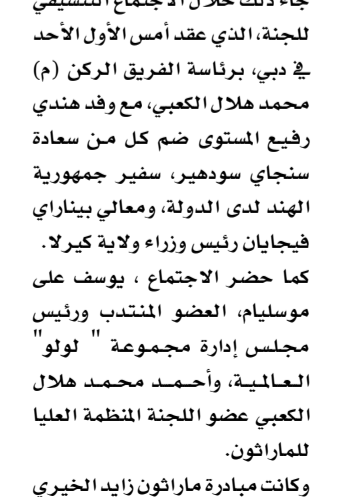 جاء ذلك خلال الاجتماع التنسيقي
للجنة، الذي عقد أمس الأول الأحد
في دبي، برئاسة الفريق الركن (م)
محمد هلال الكعبي، مع وفد هندي
رفيع المستوى ضم كل من سعادة
سنجاي سودهير، سفير جمهورية
الهند لدى الدولة، ومعالي بيناراي
فيجايان رئيس وزراء ولاية كيرلا.
كما حضر الاجتماع ، يوسف على
موسليام، العضو المنتدب ورئيس
مجلس إدارة مجموعة " لولو"
العالمية، وأحمد محمد هلال
الكعبي عضو اللجنة المنظمة العليا
للماراثون.
وكانت مبادرة ماراثون زايد الخيري